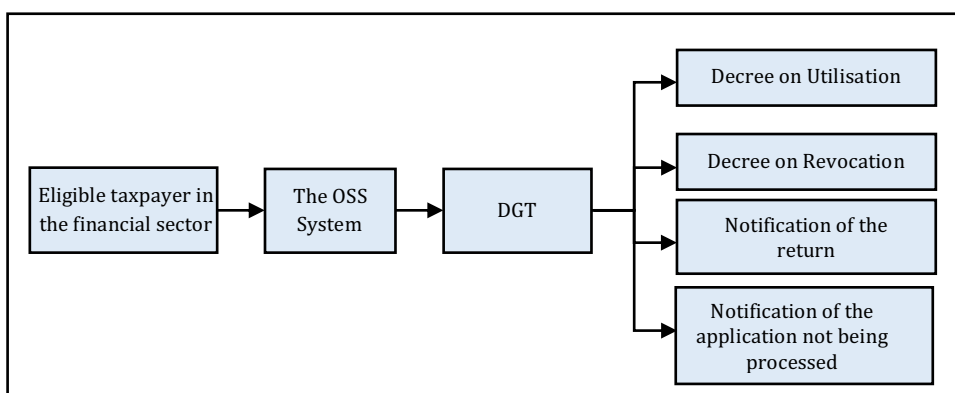 Eligible taxpayer in
the financial sector
The OSS
System
DGT
Decree on Utilisation
Decree on Revocation
Notification of the
return
Notification of the
application not being
processed